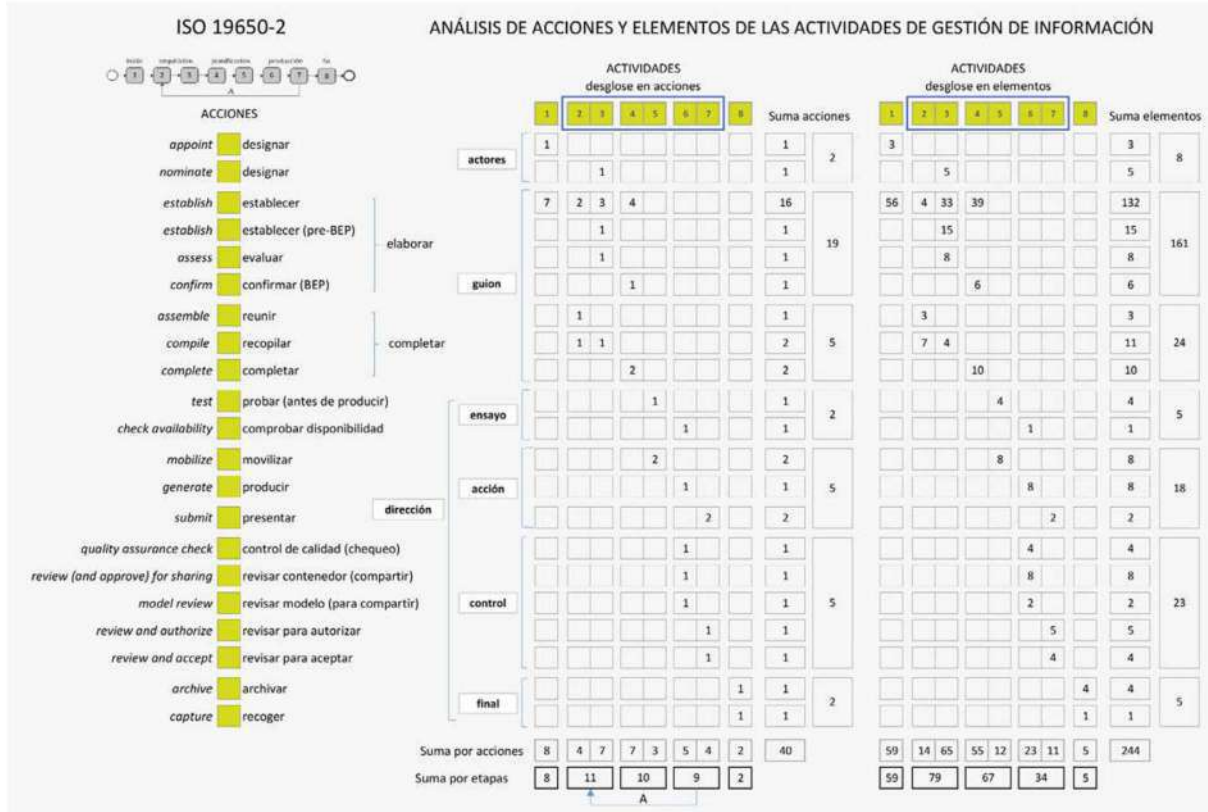 ISO 19650-2 ANÁLISIS DE ACCIONES Y ELEMENTOS DE LAS ACTIVIDADES DE GESTIÓN DE INFORMACIÓN
inicio producción fin
1 2 3 4 5 6 7 8
A
ACTIVIDADES ACTIVIDADES
desglose en acciones desglose en elementos
ACCIONES 1 2 3 4 5 6 7 8 Suma acciones 1 2 3 4 5 6 7 8 Suma elementos
appoint designar 1 1 3 3
actores 2 8
nominate designar 1 1 5 5
establish establecer 7 2 3 4 16 56 4 33 39 132
establish establecer (pre-BEP) 1 1 15 15
elaborar 19 161
assess evaluar 1 1 8 8
confirm confirmar (BEP) guion 1 1 6 6
assemble reunir 1 1 3 3
compile recopilar completar 1 1 2 5 7 4 11 24
complete completar 2 2 10 10
test probar (antes de producir) 1 1 4 4
ensayo 2 5
check availability comprobar disponibilidad 1 1 1 1
mobilize movilizar 2 2 8 8
generate producir acción 1 1 5 8 8 18
dirección
submit presentar 2 2 2 2
quality assurance check control de calidad (chequeo) 1 1 4 4
review (and approve) for sharing revisar contenedor (compartir) 1 1 8 8
model review revisar modelo (para compartir) control 1 1 5 2 2 23
review and authorize revisar para autorizar 1 1 5 5
review and accept revisar para aceptar 1 1 4 4
archive archivar 1 1 4 4
final 2 5
capture recoger 1 1 1 1
Suma por acciones 8 4 7 7 3 5 4 2 40 59 14 65 55 12 23 11 5 244
Suma por etapas 8 11 10 9 2 59 79 67 34 5
A